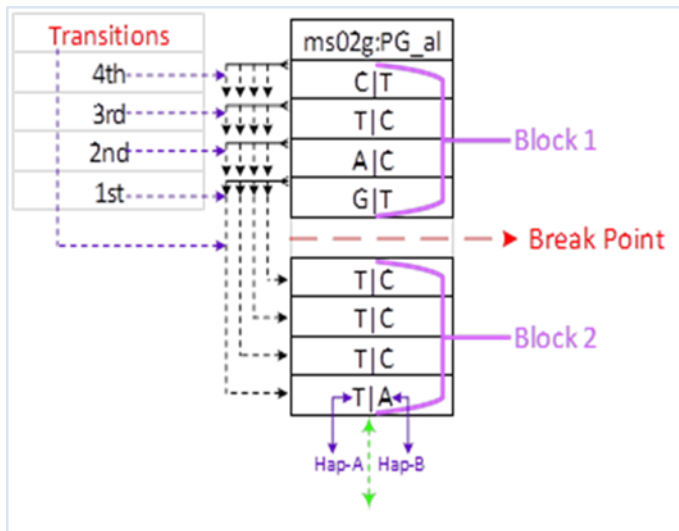 Transitions
ms02g:PG_al
4th
C|T
3rd
T|C
Block 1
2nd
A|C
1st
G|T
Break Point
T|C
T|C
Block 2
T|C
T|A
Hap-A
Hap-B